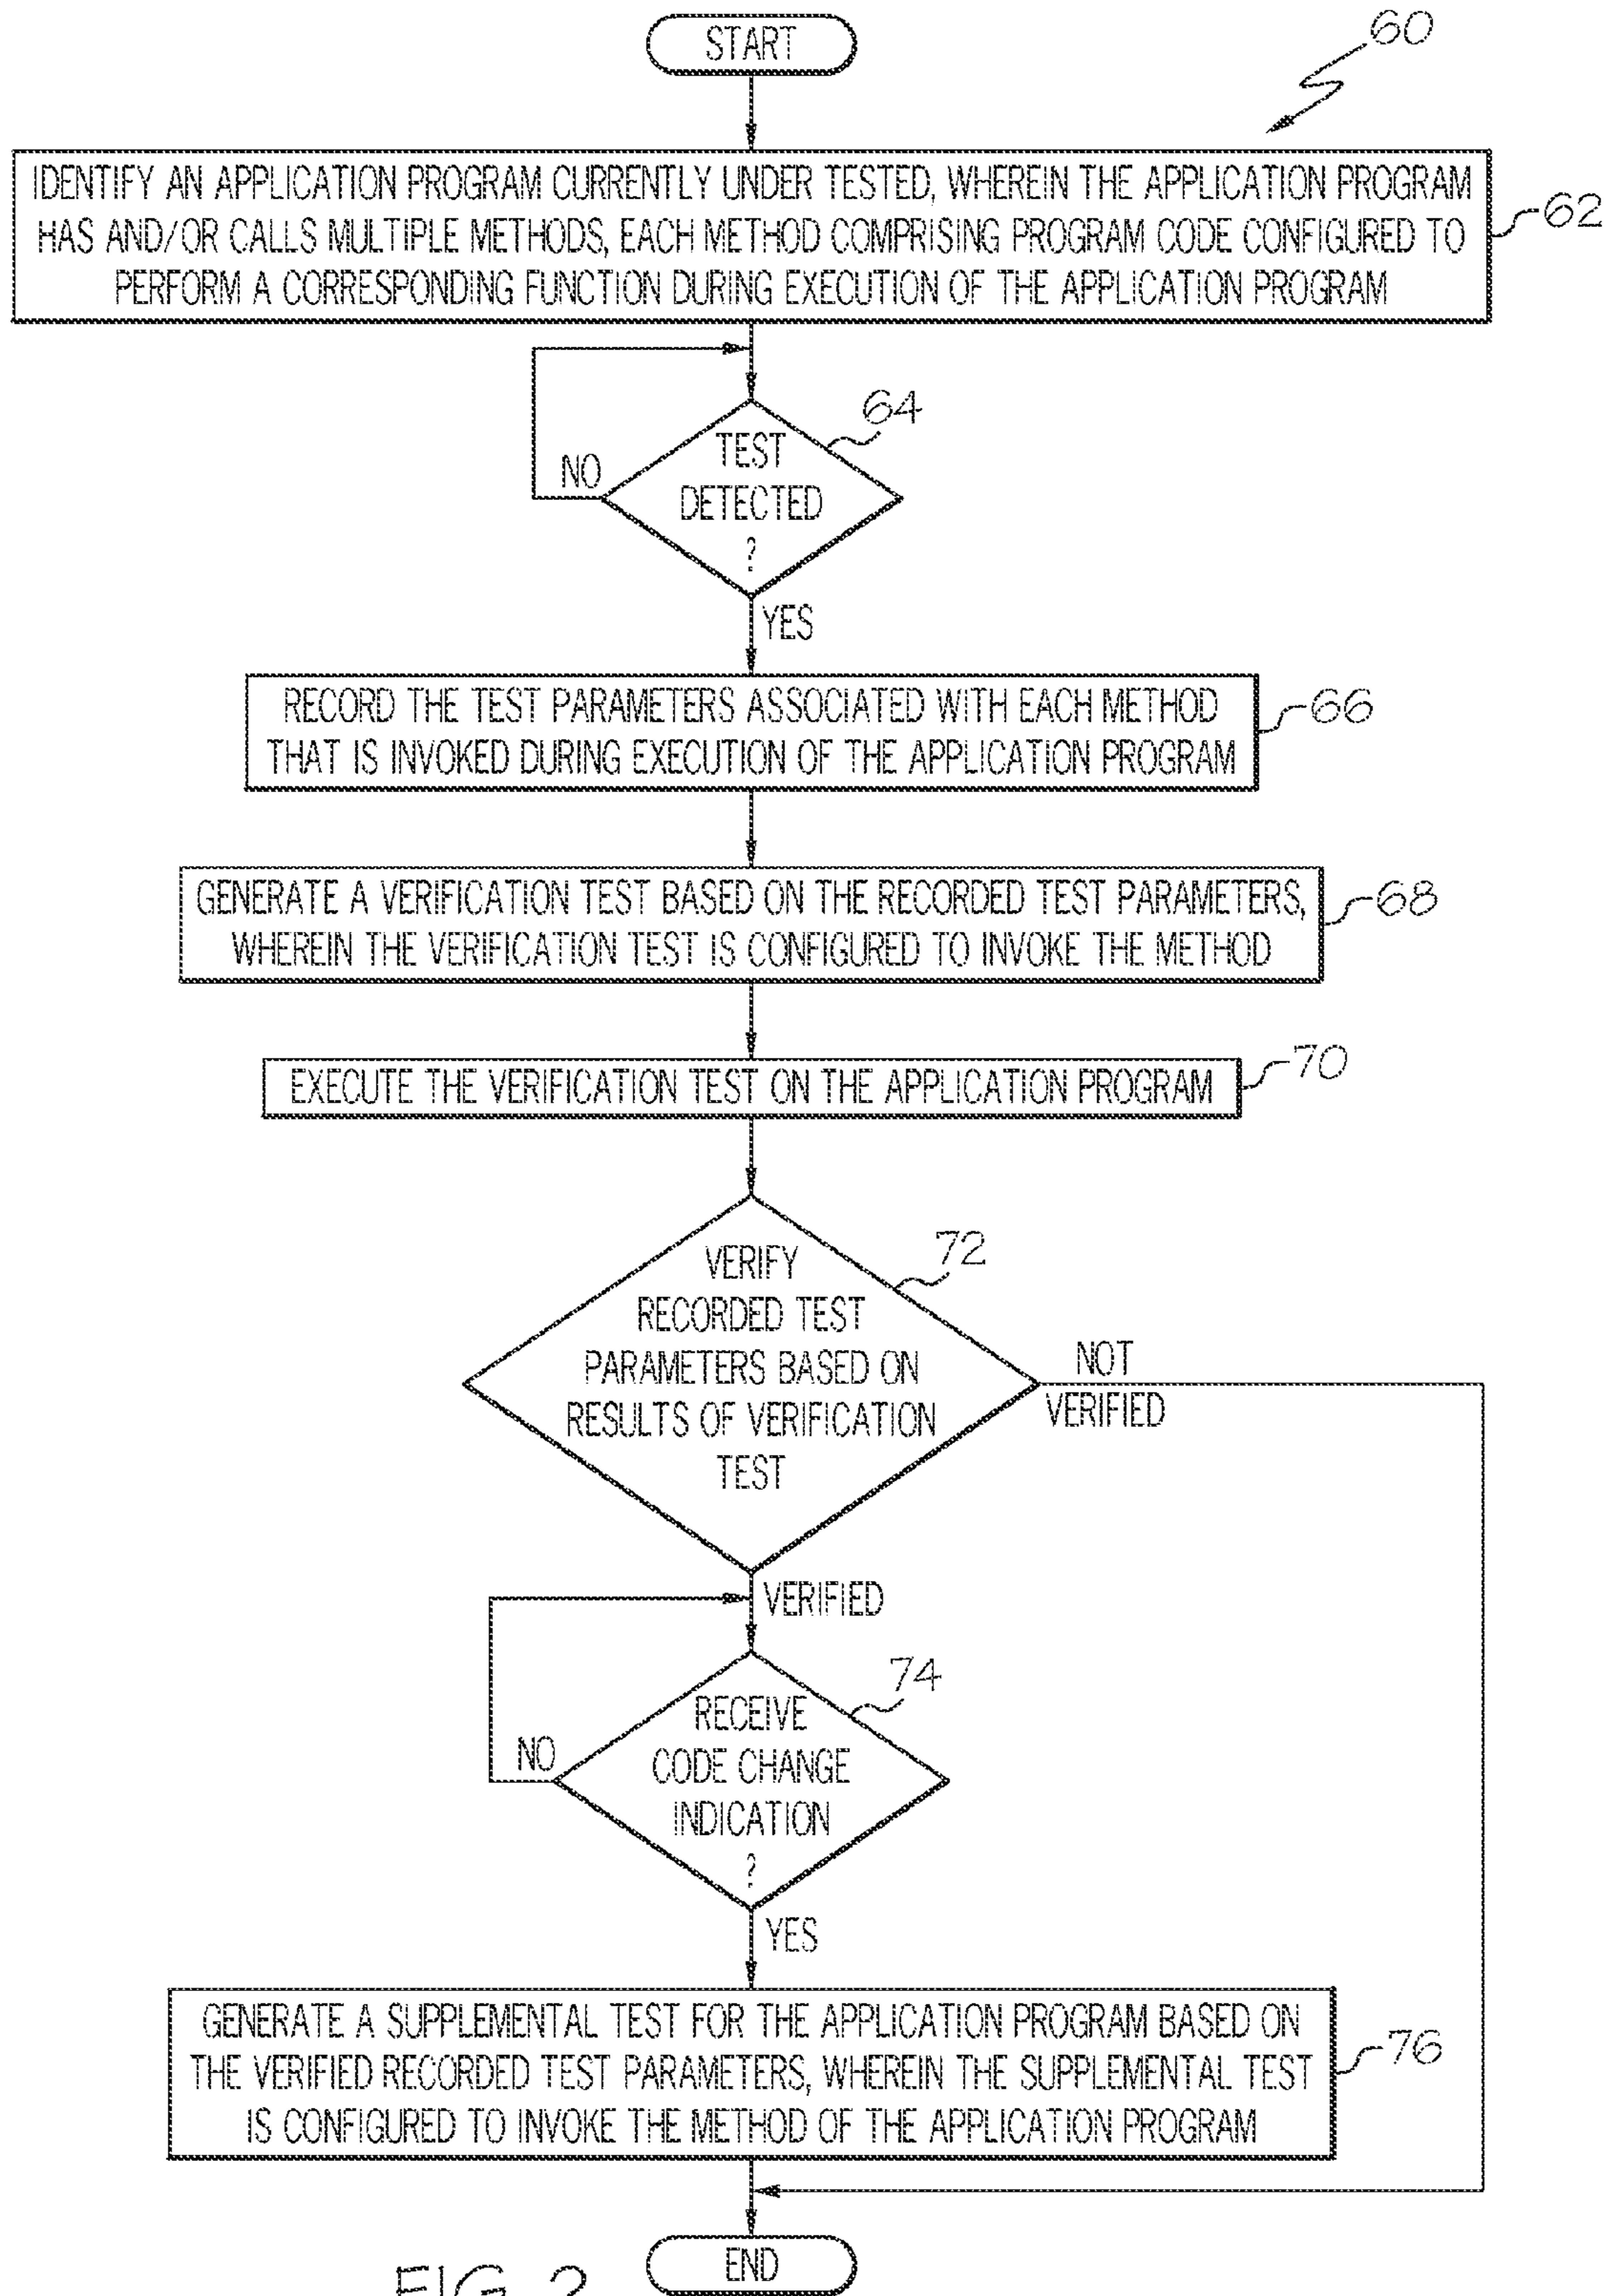 START
60
IDENTIFY AN APPLICATION PROGRAM CURRENTLY UNDER TESTED, WHEREIN THE APPLICATION PROGRAM
HAS AND/OR CALLS MULTIPLE METHODS, EACH METHOD COMPRISING PROGRAM CODE CONFIGURED TO
PERFORM A CORRESPONDING FUNCTION DURING EXECUTION OF THE APPLICATION PROGRAM
62
64
TEST
DETECTED
?
NO
YES
RECORD THE TEST PARAMETERS ASSOCIATED WITH EACH METHOD
THAT IS INVOKED DURING EXECUTION OF THE APPLICATION PROGRAM
66
GENERATE A VERIFICATION TEST BASED ON THE RECORDED TEST PARAMETERS,
WHEREIN THE VERIFICATION TEST IS CONFIGURED TO INVOKE THE METHOD
68
EXECUTE THE VERIFICATION TEST ON THE APPLICATION PROGRAM
70
72
VERIFY
RECORDED TEST
PARAMETERS BASED ON
RESULTS OF VERIFICATION
TEST
NOT
VERIFIED
VERIFIED
74
RECEIVE
CODE CHANGE
INDICATION
?
NO
YES
GENERATE A SUPPLEMENTAL TEST FOR THE APPLICATION PROGRAM BASED ON
THE VERIFIED RECORDED TEST PARAMETERS, WHEREIN THE SUPPLEMENTAL TEST
IS CONFIGURED TO INVOKE THE METHOD OF THE APPLICATION PROGRAM
76
END
FIG. 2